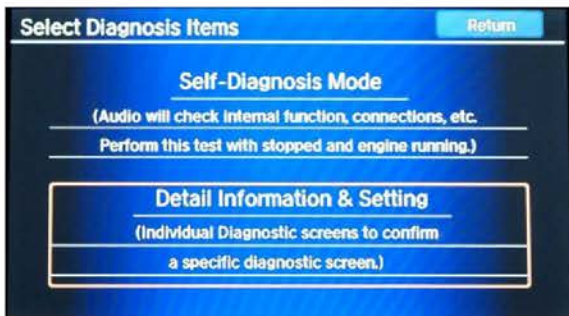 Select Diagnosis Items
Return
Self-Diagnosis Mode
(Audio will check internal function, connections, etc.
Perform this test with stopped and engine running.)
Detail Information & Setting
(Individual Diagnostic screens to confirm
a specific diagnostic screen.)